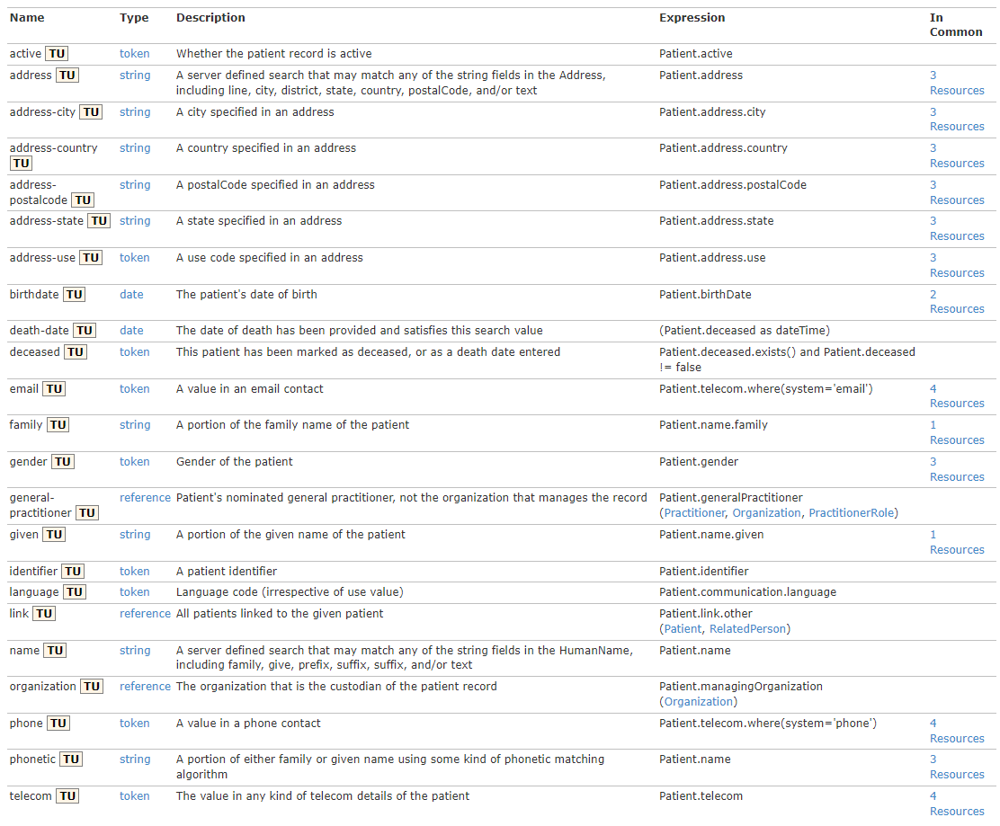 Name Type Description Expression In
Common
active TU token Whether the patient record is active Patient.active
address TU string A server defined search that may match any of the string fields in the Address, Patient.address 3
including line, city, district, state, country, postalCode, and/or text Resources
address-city TU string A city specified in an address Patient.address.city 3
Resources
address-country string A country specified in an address Patient.address.country 3
TU Resources
address- string A postalCode specified in an address Patient.address.postalCode 3
postalcode TU Resources
address-state TU string A state specified in an address Patient.address.state 3
Resources
address-use TU token A use code specified in an address Patient.address.use 3
Resources
birthdate TU date The patient's date of birth Patient.birthDate 2
Resources
death-date TU date The date of death has been provided and satisfies this search value (Patient.deceased as dateTime)
deceased TU token This patient has been marked as deceased, or as a death date entered Patient.deceased.exists() and Patient.deceased
!= false
email TU token A value in an email contact Patient.telecom.where(system='email') 4
Resources
family TU string A portion of the family name of the patient Patient.name.family 1
Resources
gender TU token Gender of the patient Patient.gender 3
Resources
general- reference Patient's nominated general practitioner, not the organization that manages the record Patient.generalPractitioner
practitioner TU (Practitioner, Organization, PractitionerRole)
given TU string A portion of the given name of the patient Patient.name.given 1
Resources
identifier TU token A patient identifier Patient.identifier
language TU token Language code (irrespective of use value) Patient.communication.language
link TU reference All patients linked to the given patient Patient.link.other
(Patient, RelatedPerson)
name TU string A server defined search that may match any of the string fields in the HumanName, Patient.name
including family, give, prefix, suffix, suffix, and/or text
organization TU reference The organization that is the custodian of the patient record Patient.managingOrganization
(Organization)
phone TU token A value in a phone contact Patient.telecom.where(system='phone') 4
Resources
phonetic TU string A portion of either family or given name using some kind of phonetic matching Patient.name 3
algorithm Resources
telecom TU token The value in any kind of telecom details of the patient Patient.telecom 4
Resources